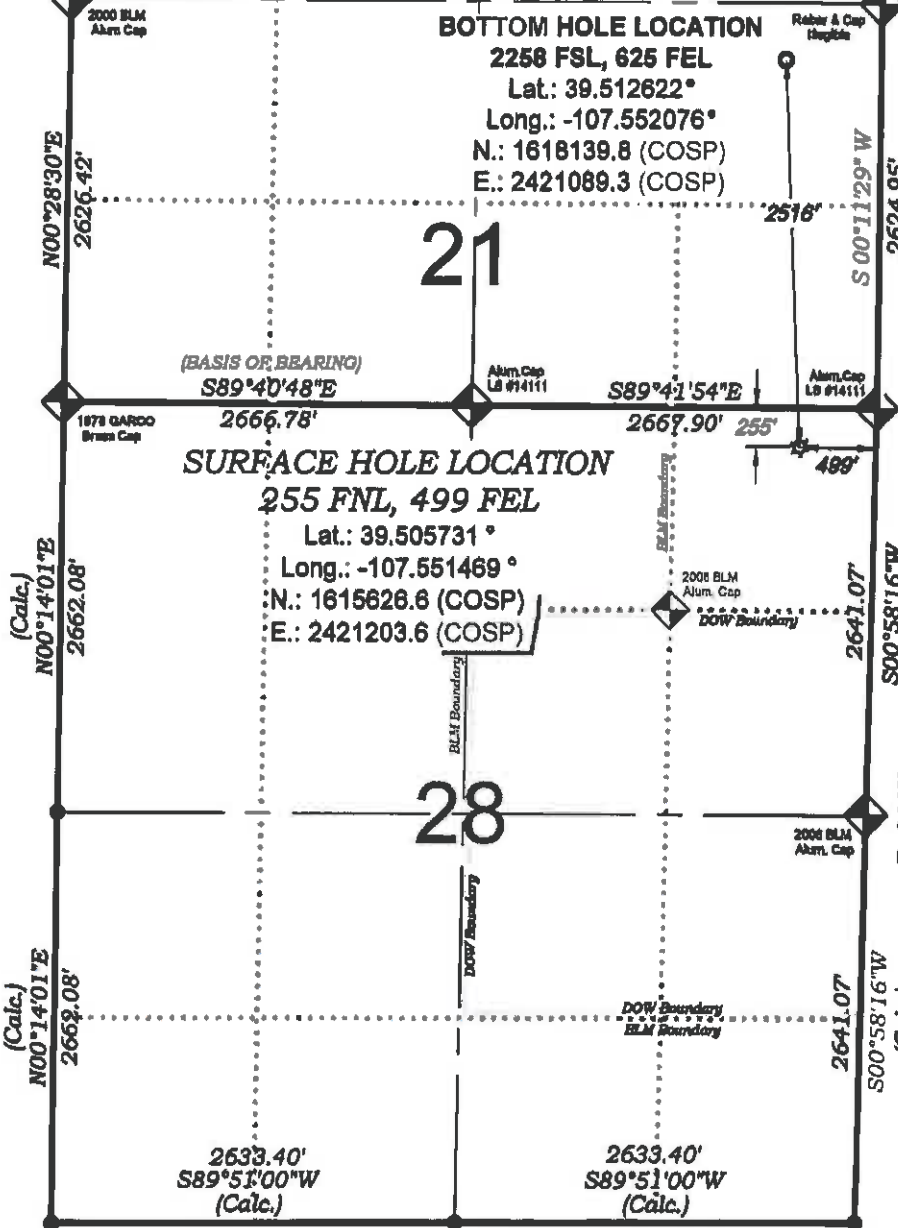 2000 BLM
Alum Cap
BOTTOM HOLE LOCATION
2258 FSL, 625 FEL
Lat.: 39.512622°
Long.: -107.552076°
N.: 1618139.8 (COSP)
E.: 2421089.3 (COSP)
Rebar & Cap
Illegible
N00°28'30"E
2626.42'
2516'
S 00°11'29" W
2624.95'
21
(BASIS OF BEARING)
S89°40'48"E
2666.78'
Alum.Cap
LS #14111
S89°41'54"E
2667.90'
Alum.Cap
LS #14111
255'
499'
1978 GARCO
Brass Cap
SURFACE HOLE LOCATION
255 FNL, 499 FEL
Lat.: 39.505731 °
Long.: -107.551469 °
N.: 1615626.6 (COSP)
E.: 2421203.6 (COSP)
BLM Boundary
2006 BLM
Alum. Cap
DOW Boundary
(Calc.)
N00°14'01"E
2662.08'
2641.07'
S00°58'16"W
BLM Boundary
28
2006 BLM
Alum. Cap
DOW Boundary
DOW Boundary
BLM Boundary
(Calc.)
N00°14'01"E
2662.08'
2641.07'
S00°58'16"W
2633.40'
S89°51'00"W
(Calc.)
2633.40'
S89°51'00"W
(Calc.)